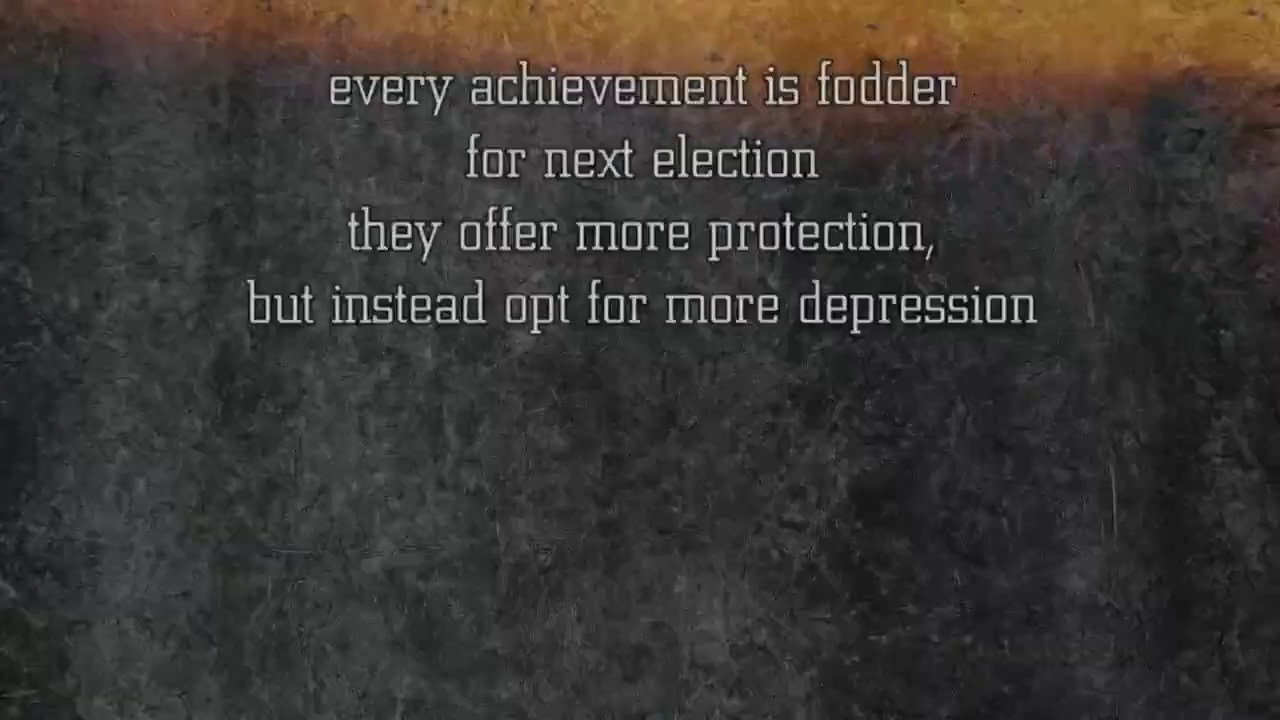 every achievement is fodder
for next election
they offer more protection,
but instead opt for more depression